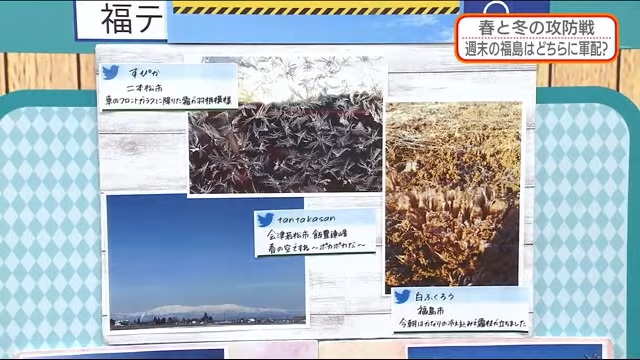 福テ
春と冬の攻防戦
週末の福島はどちらに軍配?
すぴか
二本松市
車のフロントガラスに降りた霜が羽根模様
tantakasan
会津若松市 飯豊連峰
春の空ですね～ポカポカだ～
白ふくろう
福島市
今朝はかなりの冷え込みで霜柱が立ちました